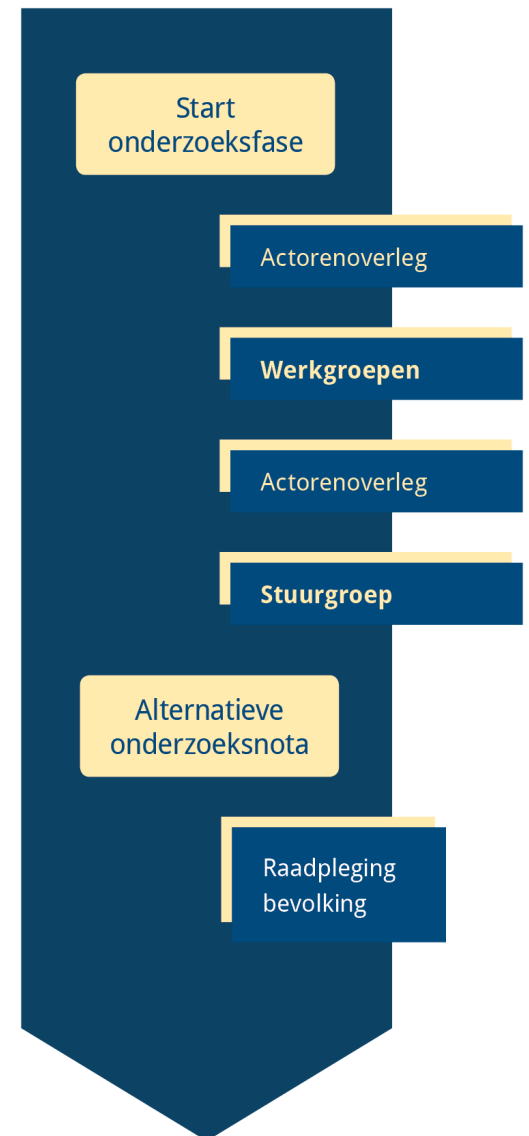 Start
onderzoeksfase
Actorenoverleg
Werkgroepen
Actorenoverleg
Stuurgroep
Alternatieve
onderzoeksnota
Raadpleging
bevolking